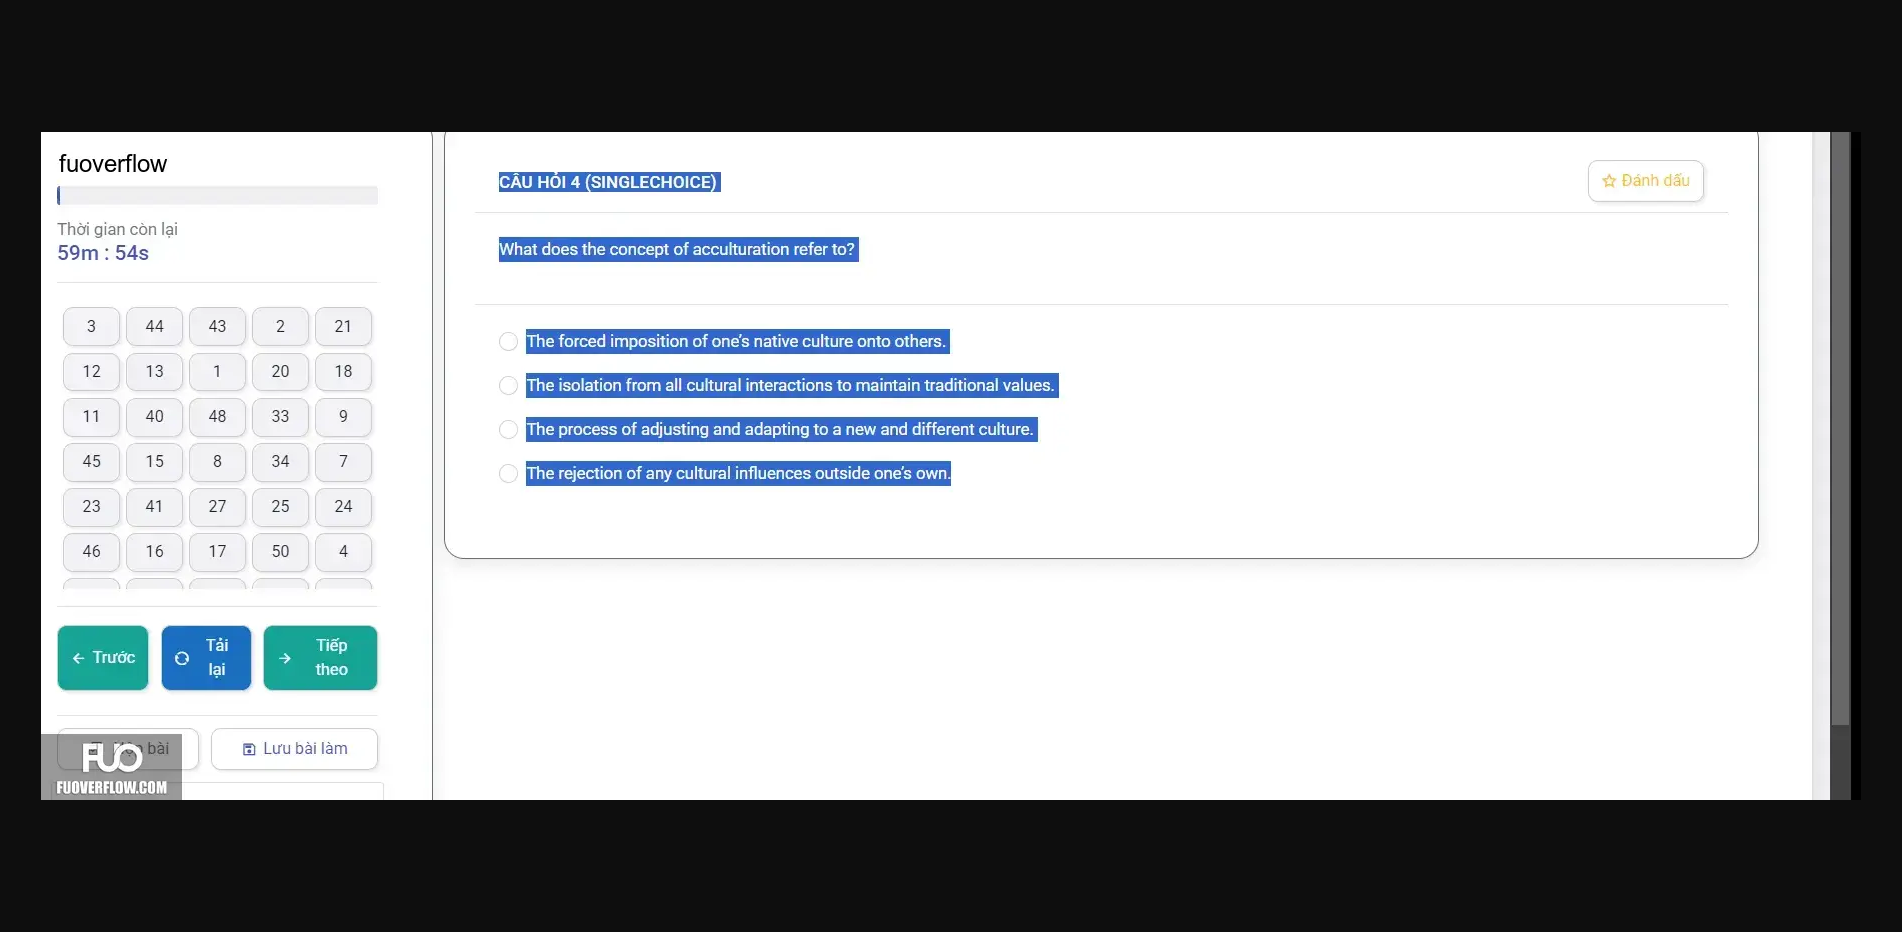 fuoverflow
Thời gian còn lại
59m : 54s
3 44 43 2 21
12 13 1 20 18
11 40 48 33 9
45 15 8 34 7
23 41 27 25 24
46 16 17 50 4
Trước
Tải
lại
Tiếp
theo
bài
Lưu bài làm
FUO
FUOVERFLOW.COM
CÂU HỎI 4 (SINGLECHOICE)
Đánh dấu
What does the concept of acculturation refer to?
The forced imposition of one's native culture onto others.
The isolation from all cultural interactions to maintain traditional values.
The process of adjusting and adapting to a new and different culture.
The rejection of any cultural influences outside one's own.